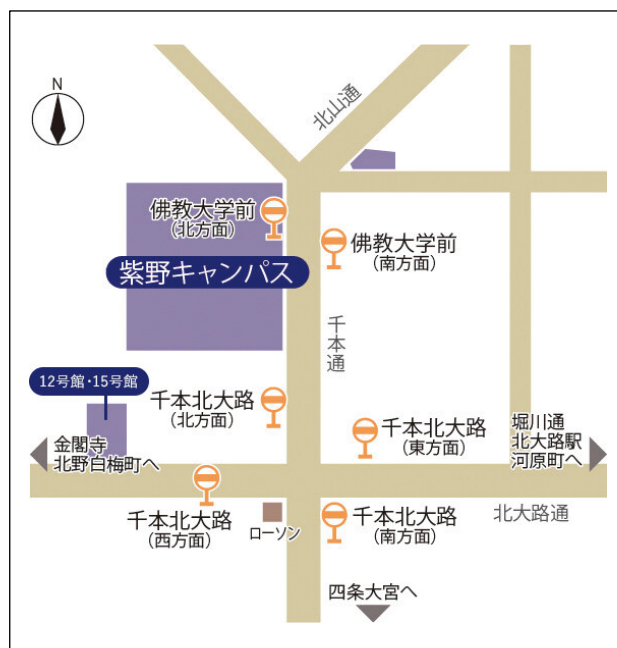 N
北山通
佛教大学前
(北方面)
佛教大学前
(南方面)
紫野キャンパス
千本通
12号館・15号館
千本北大路
(北方面)
千本北大路
(東方面)
堀川通
北大路駅
河原町へ
金閣寺
北野白梅町へ
千本北大路
(西方面)
ローソン
千本北大路
(南方面)
北大路通
四条大宮へ